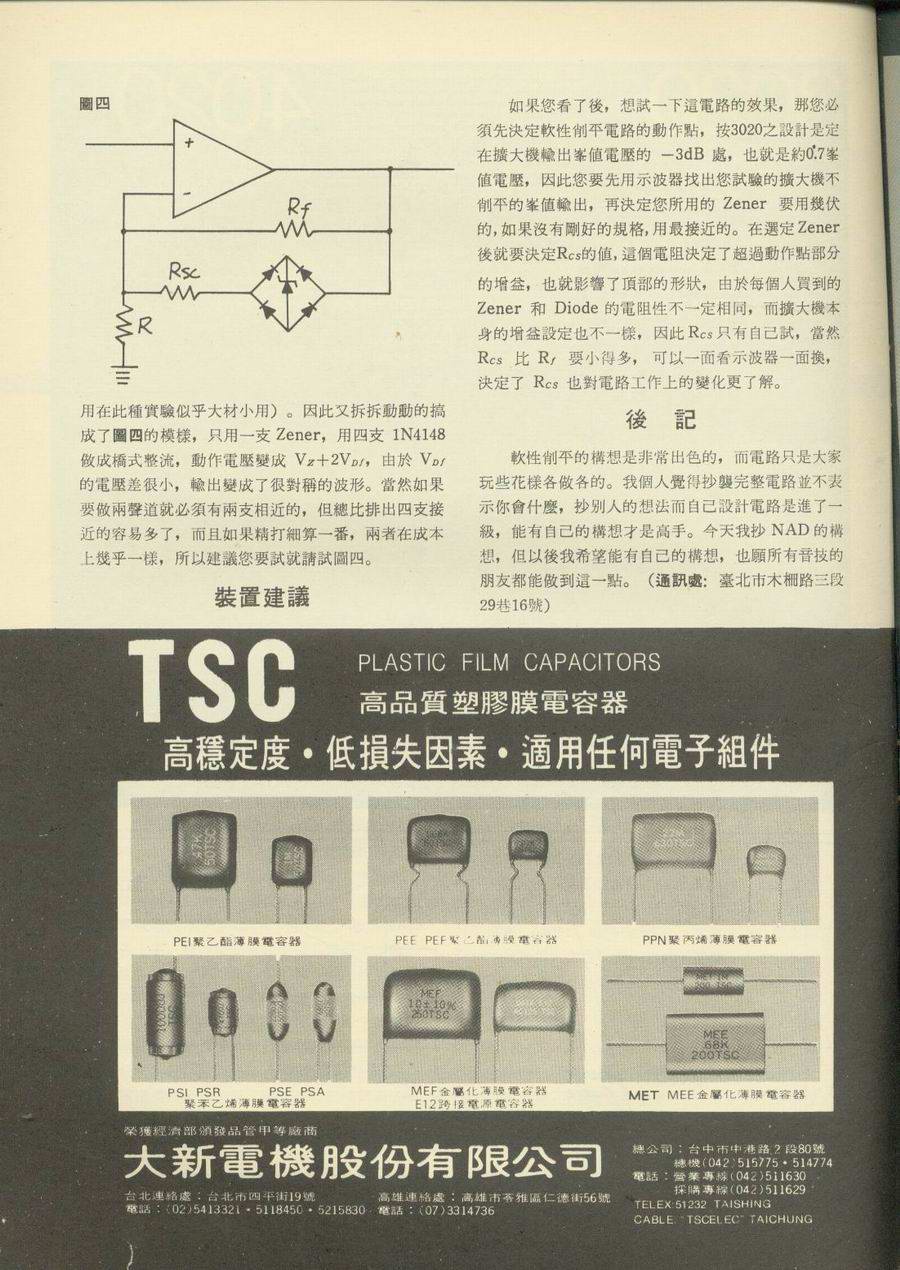 圖四
+
-
Rf
Rsc
R
用在此種實驗似乎大材小用）。因此又拆拆動動的搞
成了圖四的模樣，只用一支 Zener，用四支 1N4148
做成橋式整流，動作電壓變成 Vz＋2VDf，由於 VDf
的電壓差很小，輸出變成了很對稱的波形。當然如果
要做兩聲道就必須有兩支相近的，但總比排出四支接
近的容易多了，而且如果精打細算一番，兩者在成本
上幾乎一樣，所以建議您要試就請試圖四。
裝置建議
如果您看了後，想試一下這電路的效果，那您必
須先決定軟性削平電路的動作點，按3020之設計是定
在擴大機輸出峯值電壓的 －3dB 處，也就是約0.7峯
值電壓，因此您要先用示波器找出您試驗的擴大機不
削平的峯值輸出，再決定您所用的 Zener 要用幾伏
的，如果沒有剛好的規格，用最接近的。在選定 Zener
後就要決定Rcs的值，這個電阻決定了超過動作點部分
的增益，也就影響了頂部的形狀，由於每個人買到的
Zener 和 Diode 的電阻性不一定相同，而擴大機本
身的增益設定也不一樣，因此 Rcs 只有自己試，當然
Rcs 比 Rf 要小得多， 可以一面看示波器一面換，
決定了 Rcs 也對電路工作上的變化更了解。
後 記
軟性削平的構想是非常出色的，而電路只是大家
玩些花樣各做各的。我個人覺得抄襲完整電路並不表
示你會什麼，抄別人的想法而自己設計電路是進了一
級，能有自己的構想才是高手。今天我抄 NAD 的構
想，但以後我希望能有自己的構想，也願所有音技的
朋友都能做到這一點。（通訊處：臺北市木柵路三段
29巷16號）
TSC
PLASTIC FILM CAPACITORS
高品質塑膠膜電容器
高穩定度・低損失因素・適用任何電子組件
.47K
50TSC
PEI聚乙酯薄膜電容器
PEE PEF聚乙酯薄膜電容器
630TSC
PPN聚丙烯薄膜電容器
TSC
PSI PSR PSE PSA
聚苯乙烯薄膜電容器
MEF
10±10%
250TSC
MEF金屬化薄膜電容器
E12跨接電源電容器
200 TSC
MEE
.68K
200TSC
MET MEE金屬化薄膜電容器
榮獲經濟部頒發品管甲等廠商
大新電機股份有限公司
台北連絡處：台北市四平街19號
電話：(02)5413321・5118450・5215830
高雄連絡處：高雄市苓雅區仁德街56號
電話：(07)3314736
總公司：台中市中港路2段80號
總機(042)515775・514774
電話：營業專線(042)511630
採購專線(042)511629
TELEX:51232 TAISHING
CABLE: "TSCELEC" TAICHUNG